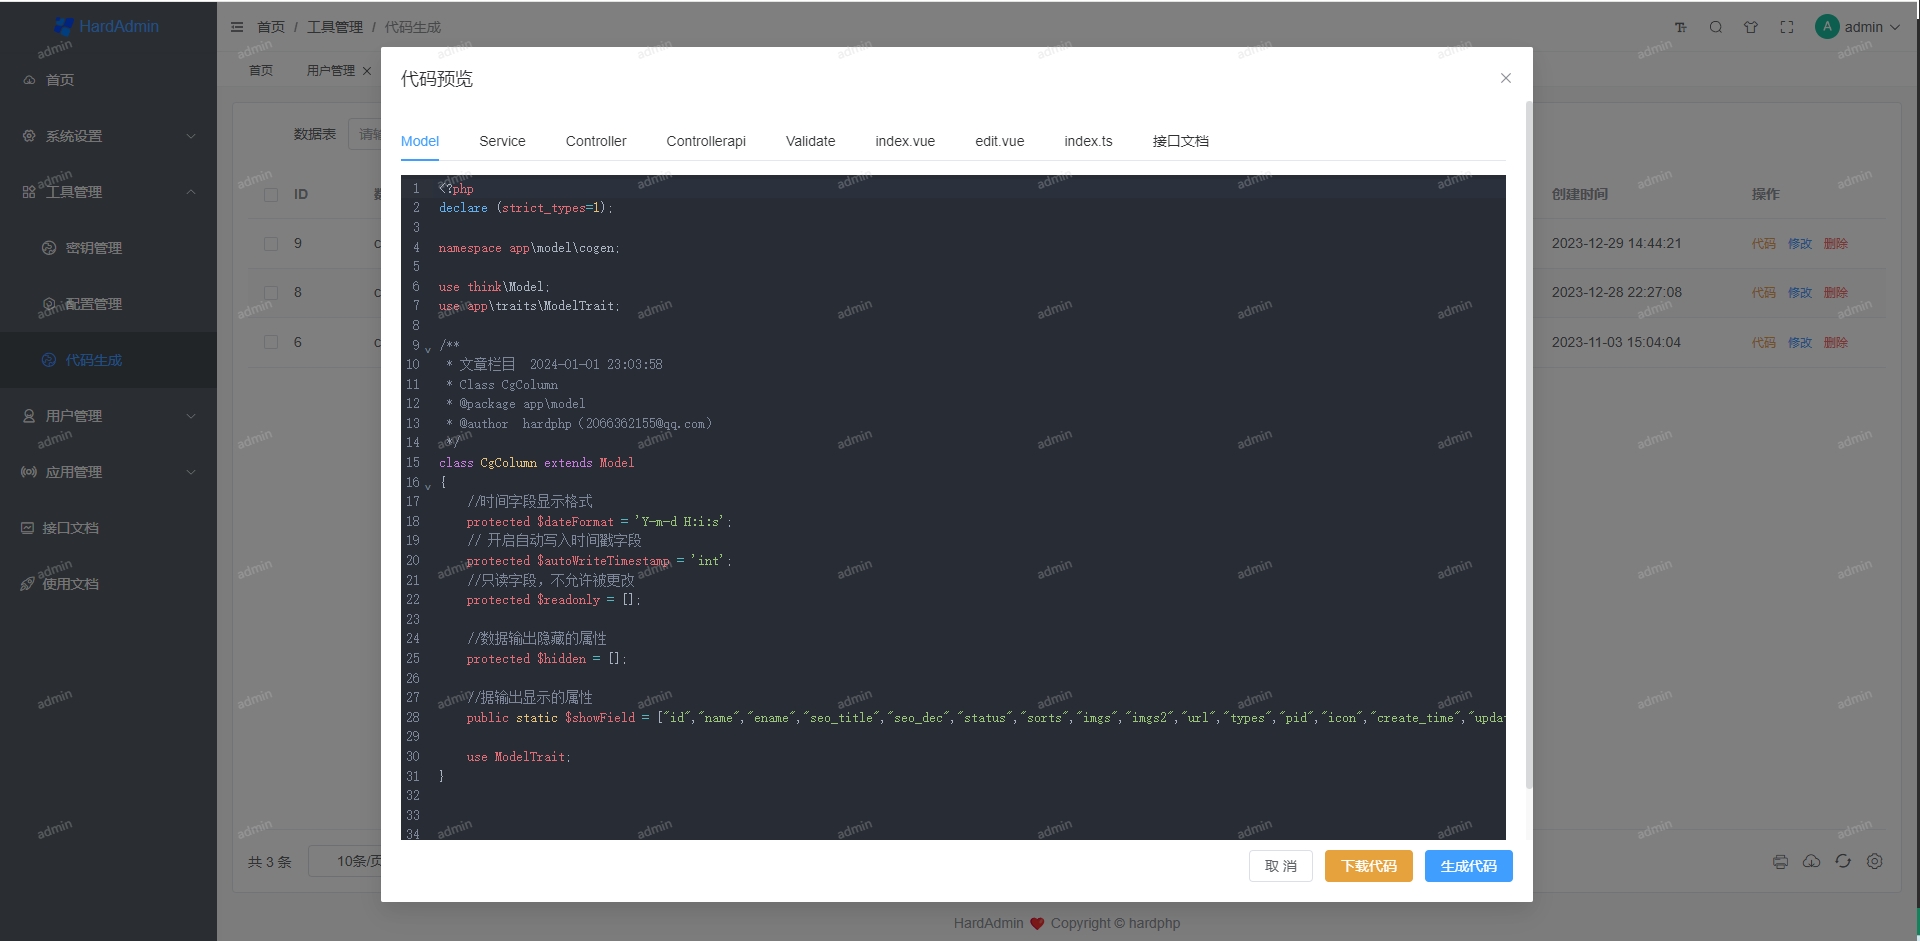 HardAdmin
首页
系统设置
工具管理
密钥管理
配置管理
代码生成
用户管理
应用管理
接口文档
使用文档
首页 / 工具管理 / 代码生成
admin
A admin
首页 用户管理
数据表
ID
9
8
6
创建时间 操作
2023-12-29 14:44:21 代码 修改 删除
2023-12-28 22:27:08 代码 修改 删除
2023-11-03 15:04:04 代码 修改 删除
代码预览
Model Service Controller Controllerapi Validate index.vue edit.vue index.ts 接口文档
1 <?php
2 declare (strict_types=1);
3
4 namespace app\model\cogen;
5
6 use think\Model;
7 use app\traits\ModelTrait;
8
9 /**
10 * 文章栏目 2024-01-01 23:03:58
11 * Class CgColumn
12 * @package app\model
13 * @author hardphp（2066362155@qq.com）
14 */
15 class CgColumn extends Model
16 {
17 //时间字段显示格式
18 protected $dateFormat = 'Y-m-d H:i:s';
19 // 开启自动写入时间戳字段
20 protected $autoWriteTimestamp = 'int';
21 //只读字段，不允许被更改
22 protected $readonly = [];
23
24 //数据输出隐藏的属性
25 protected $hidden = [];
26
27 //据输出显示的属性
28 public static $showField = ["id","name","ename","seo_title","seo_dec","status","sorts","imgs","imgs2","url","types","pid","icon","create_time","upda
29
30 use ModelTrait;
31 }
32
33
34
取 消 下载代码 生成代码
共 3 条 10条/页
HardAdmin ❤ Copyright © hardphp